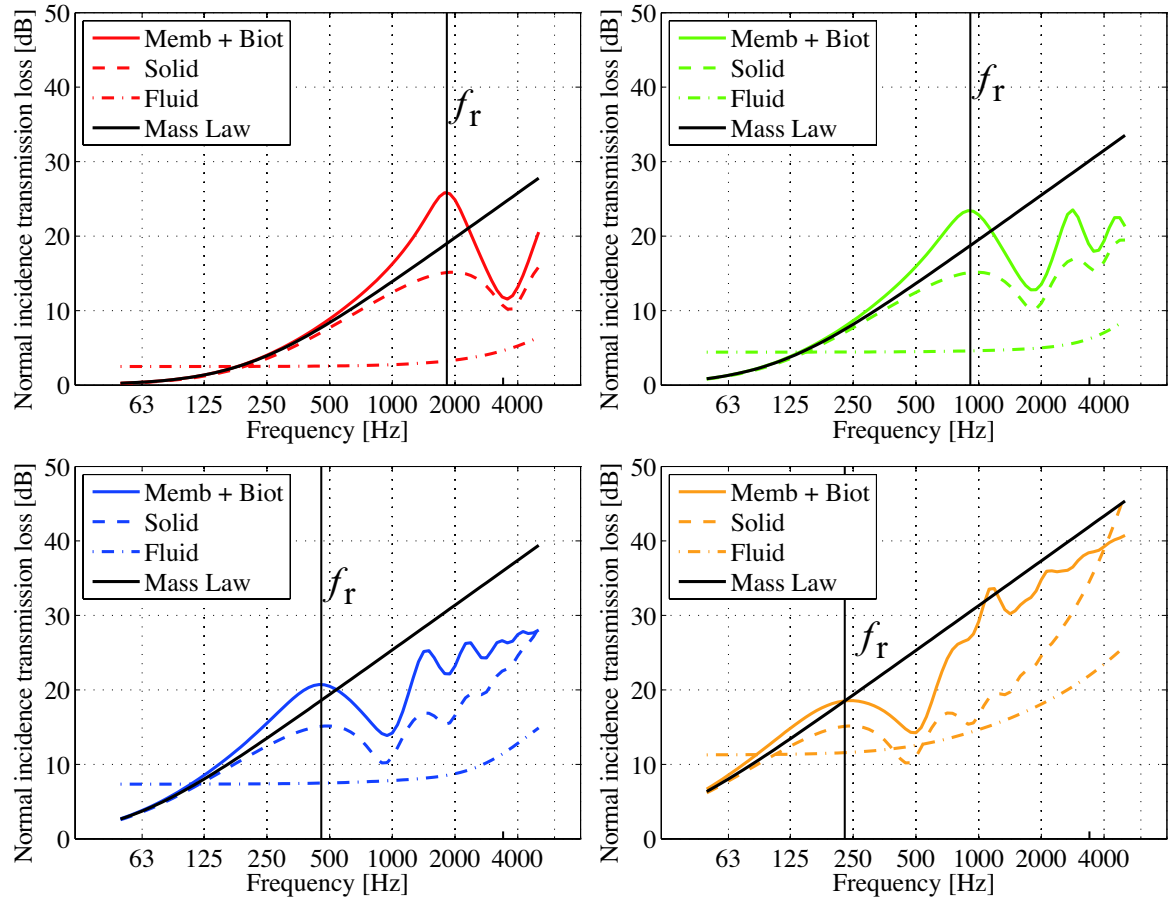 Normal incidence transmission loss [dB]
50
40
30
20
10
0
Memb + Biot
Solid
Fluid
Mass Law
fr
63 125 250 500 1000 2000 4000
Frequency [Hz]
Normal incidence transmission loss [dB]
50
40
30
20
10
0
Memb + Biot
Solid
Fluid
Mass Law
fr
63 125 250 500 1000 2000 4000
Frequency [Hz]
Normal incidence transmission loss [dB]
50
40
30
20
10
0
Memb + Biot
Solid
Fluid
Mass Law
fr
63 125 250 500 1000 2000 4000
Frequency [Hz]
Normal incidence transmission loss [dB]
50
40
30
20
10
0
Memb + Biot
Solid
Fluid
Mass Law
fr
63 125 250 500 1000 2000 4000
Frequency [Hz]